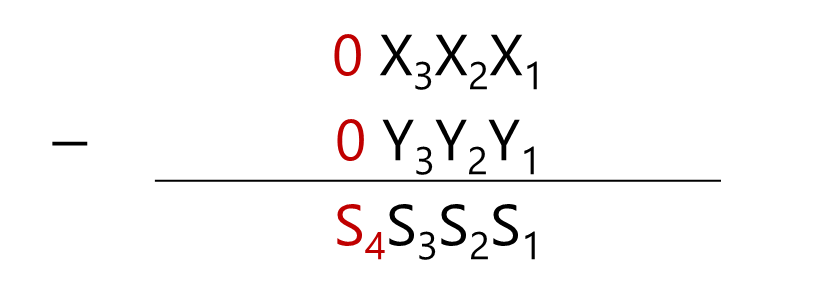 0 X₃X₂X₁
– 0 Y₃Y₂Y₁
S₄S₃S₂S₁